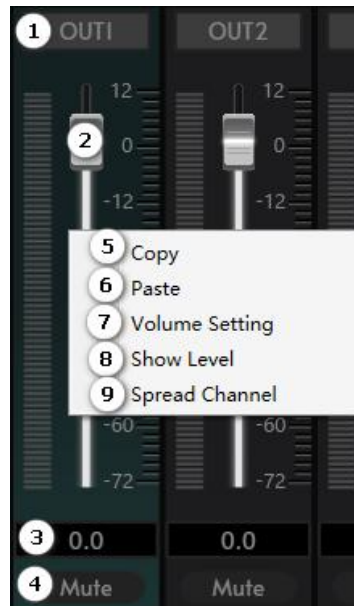 1 OUT1 OUT2
12 12
2 0 0
-12 -12
5 Copy
6 Paste
7 Volume Setting
8 Show Level
9 Spread Channel
-60 -60
-72 -72
3 0.0 0.0
4 Mute Mute